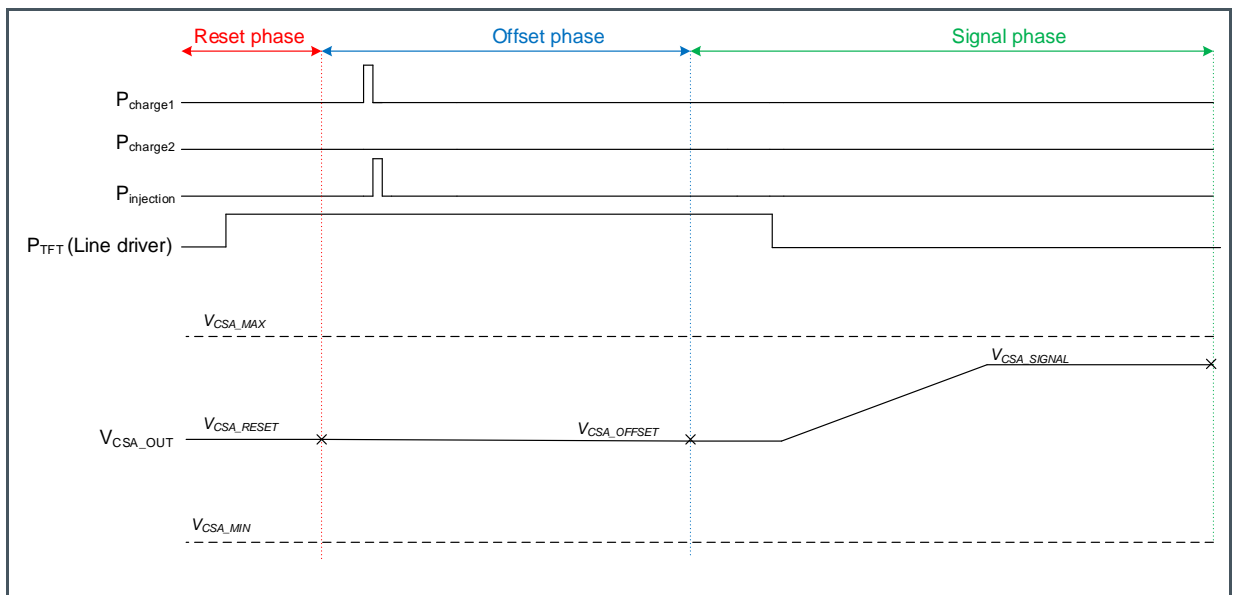 Reset phase Offset phase Signal phase
Pcharge1
Pcharge2
Pinjection
PTFT (Line driver)
VCSA_MAX
VCSA_SIGNAL
VCSA_RESET VCSA_OFFSET
VCSA_OUT
VCSA_MIN